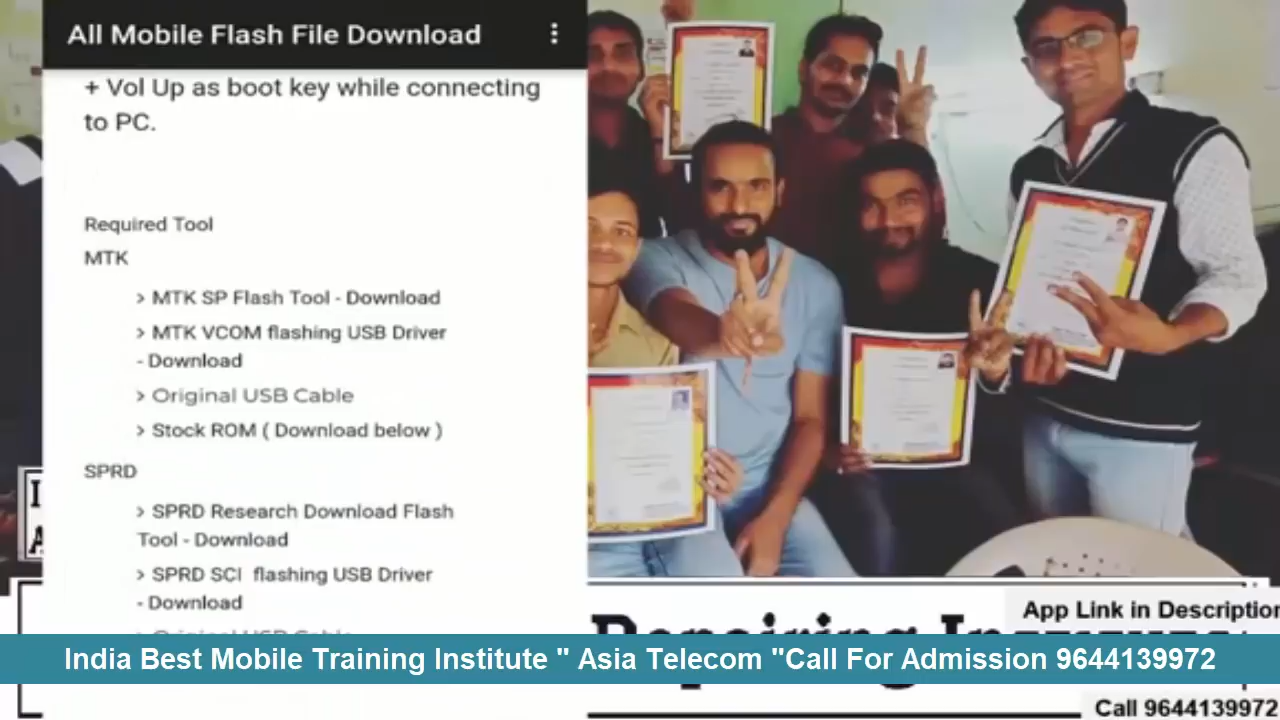 All Mobile Flash File Download
+ Vol Up as boot key while connecting
to PC.
Required Tool
MTK
> MTK SP Flash Tool - Download
> MTK VCOM flashing USB Driver
- Download
> Original USB Cable
> Stock ROM ( Download below )
SPRD
> SPRD Research Download Flash
Tool - Download
> SPRD SCI flashing USB Driver
- Download
Repairing
App Link in Description
India Best Mobile Training Institute " Asia Telecom "Call For Admission 9644139972
Call 9644139972